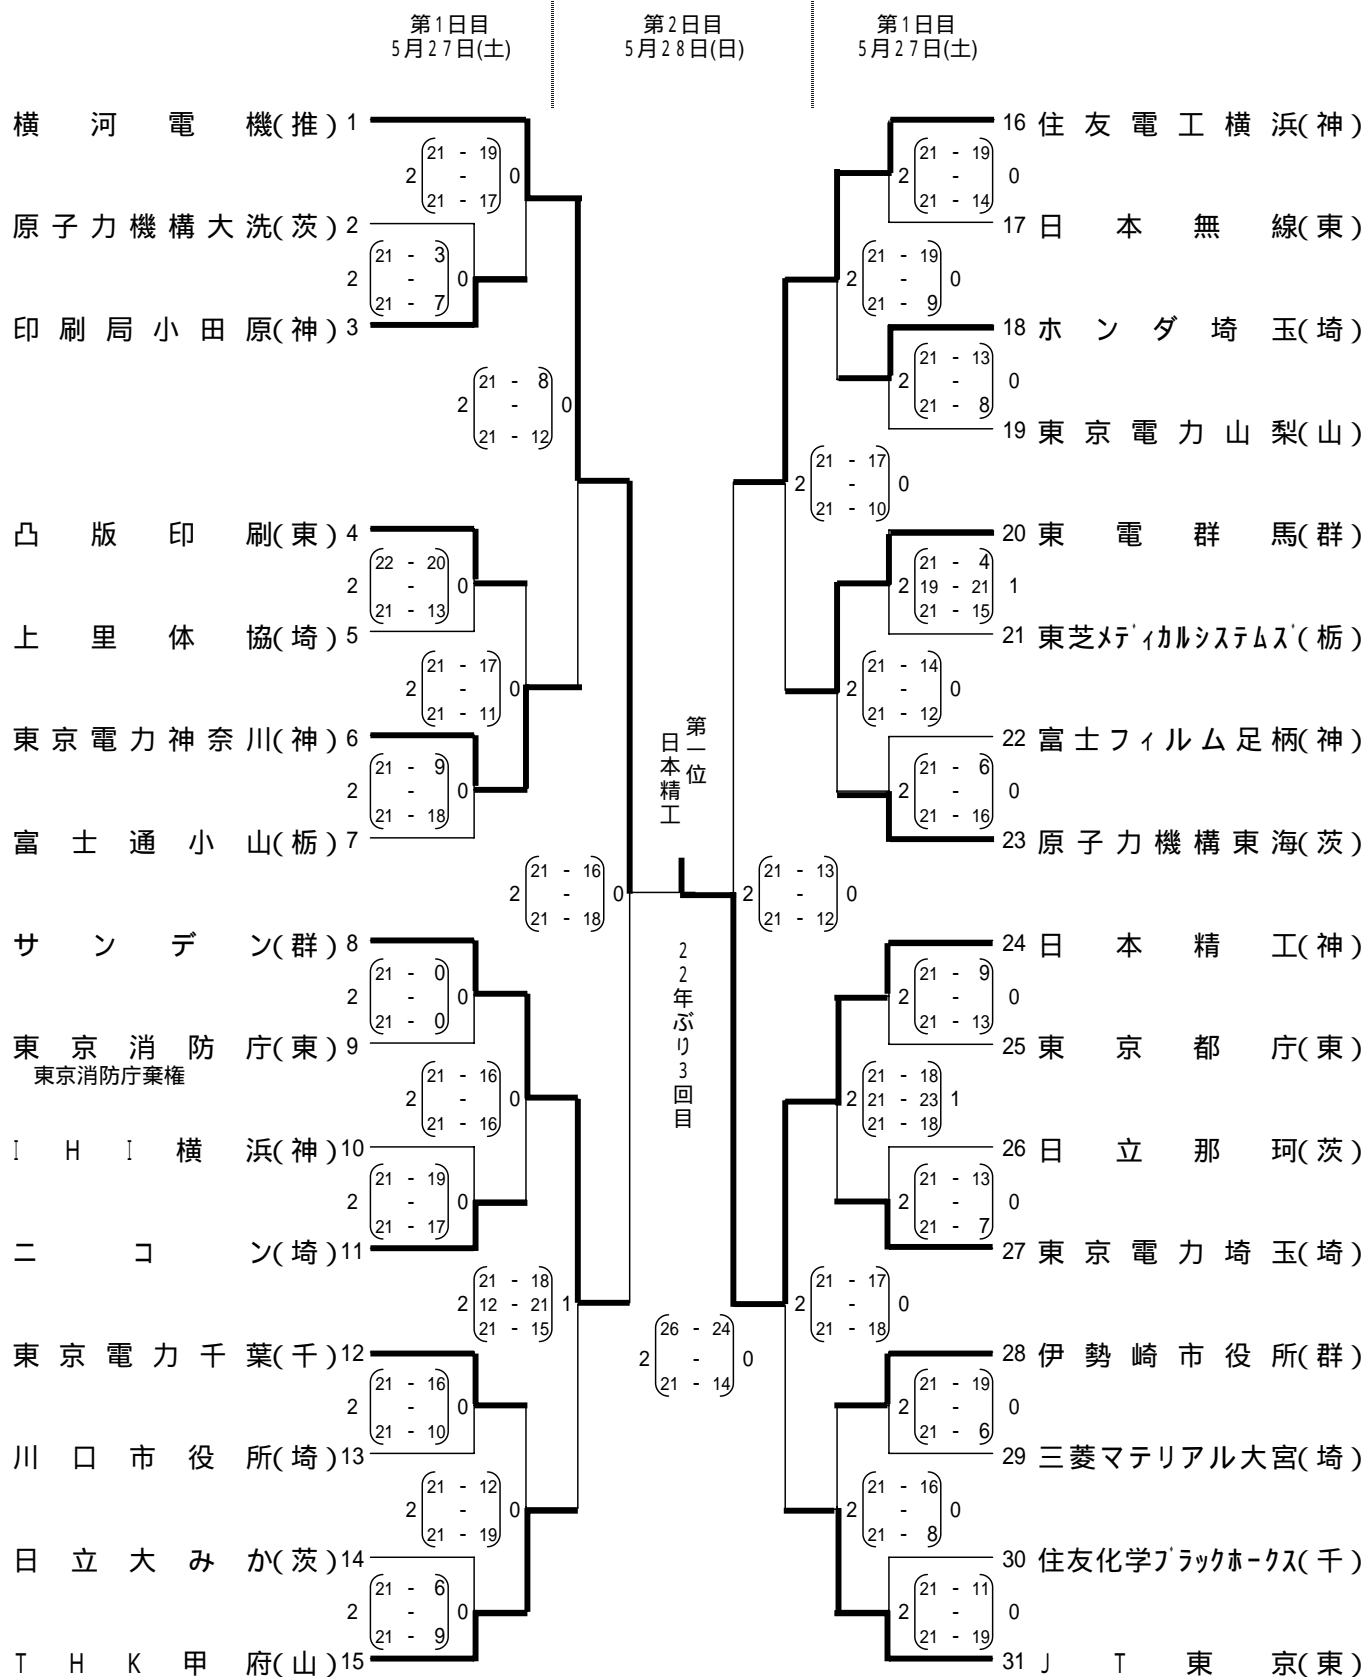 第1日目 第2日目 第1日目
5月27日(土) 5月28日(日) 5月27日(土)
横河電機(推) 1
2 21 - 19 0
-
21 - 17
原子力機構大洗(茨) 2
2 21 - 3 0
-
21 - 7
印刷局小田原(神) 3
2 21 - 8 0
-
21 - 12
凸版印刷(東) 4
2 22 - 20 0
-
21 - 13
上里体協(埼) 5
2 21 - 17 0
-
21 - 11
東京電力神奈川(神) 6
2 21 - 9 0
-
21 - 18
富士通小山(栃) 7
2 21 - 16 0
-
21 - 18
サンデン(群) 8
2 21 - 0 0
-
21 - 0
東京消防庁(東) 9
東京消防庁棄権
2 21 - 16 0
-
21 - 16
IHI横浜(神) 10
2 21 - 19 0
-
21 - 17
ニコン(埼) 11
2 21 - 18 1
12 - 21
21 - 15
東京電力千葉(千) 12
2 21 - 16 0
-
21 - 10
川口市役所(埼) 13
2 21 - 12 0
-
21 - 19
日立大みか(茨) 14
2 21 - 6 0
-
21 - 9
THK甲府(山) 15
第一位
日本精工
22年ぶり3回目
2 26 - 24 0
-
21 - 14
16 住友電工横浜(神)
2 21 - 19 0
-
21 - 14
17 日本無線(東)
2 21 - 19 0
-
21 - 9
18 ホンダ埼玉(埼)
2 21 - 13 0
-
21 - 8
19 東京電力山梨(山)
2 21 - 17 0
-
21 - 10
20 東電群馬(群)
2 21 - 4 1
19 - 21
21 - 15
21 東芝メディカルシステムズ(栃)
2 21 - 14 0
-
21 - 12
22 富士フィルム足柄(神)
2 21 - 6 0
-
21 - 16
23 原子力機構東海(茨)
2 21 - 13 0
-
21 - 12
24 日本精工(神)
2 21 - 9 0
-
21 - 13
25 東京都庁(東)
2 21 - 18 1
21 - 23
21 - 18
26 日立那珂(茨)
2 21 - 13 0
-
21 - 7
27 東京電力埼玉(埼)
2 21 - 17 0
-
21 - 18
28 伊勢崎市役所(群)
2 21 - 19 0
-
21 - 6
29 三菱マテリアル大宮(埼)
2 21 - 16 0
-
21 - 8
30 住友化学ブラックホークス(千)
2 21 - 11 0
-
21 - 19
31 JT東京(東)